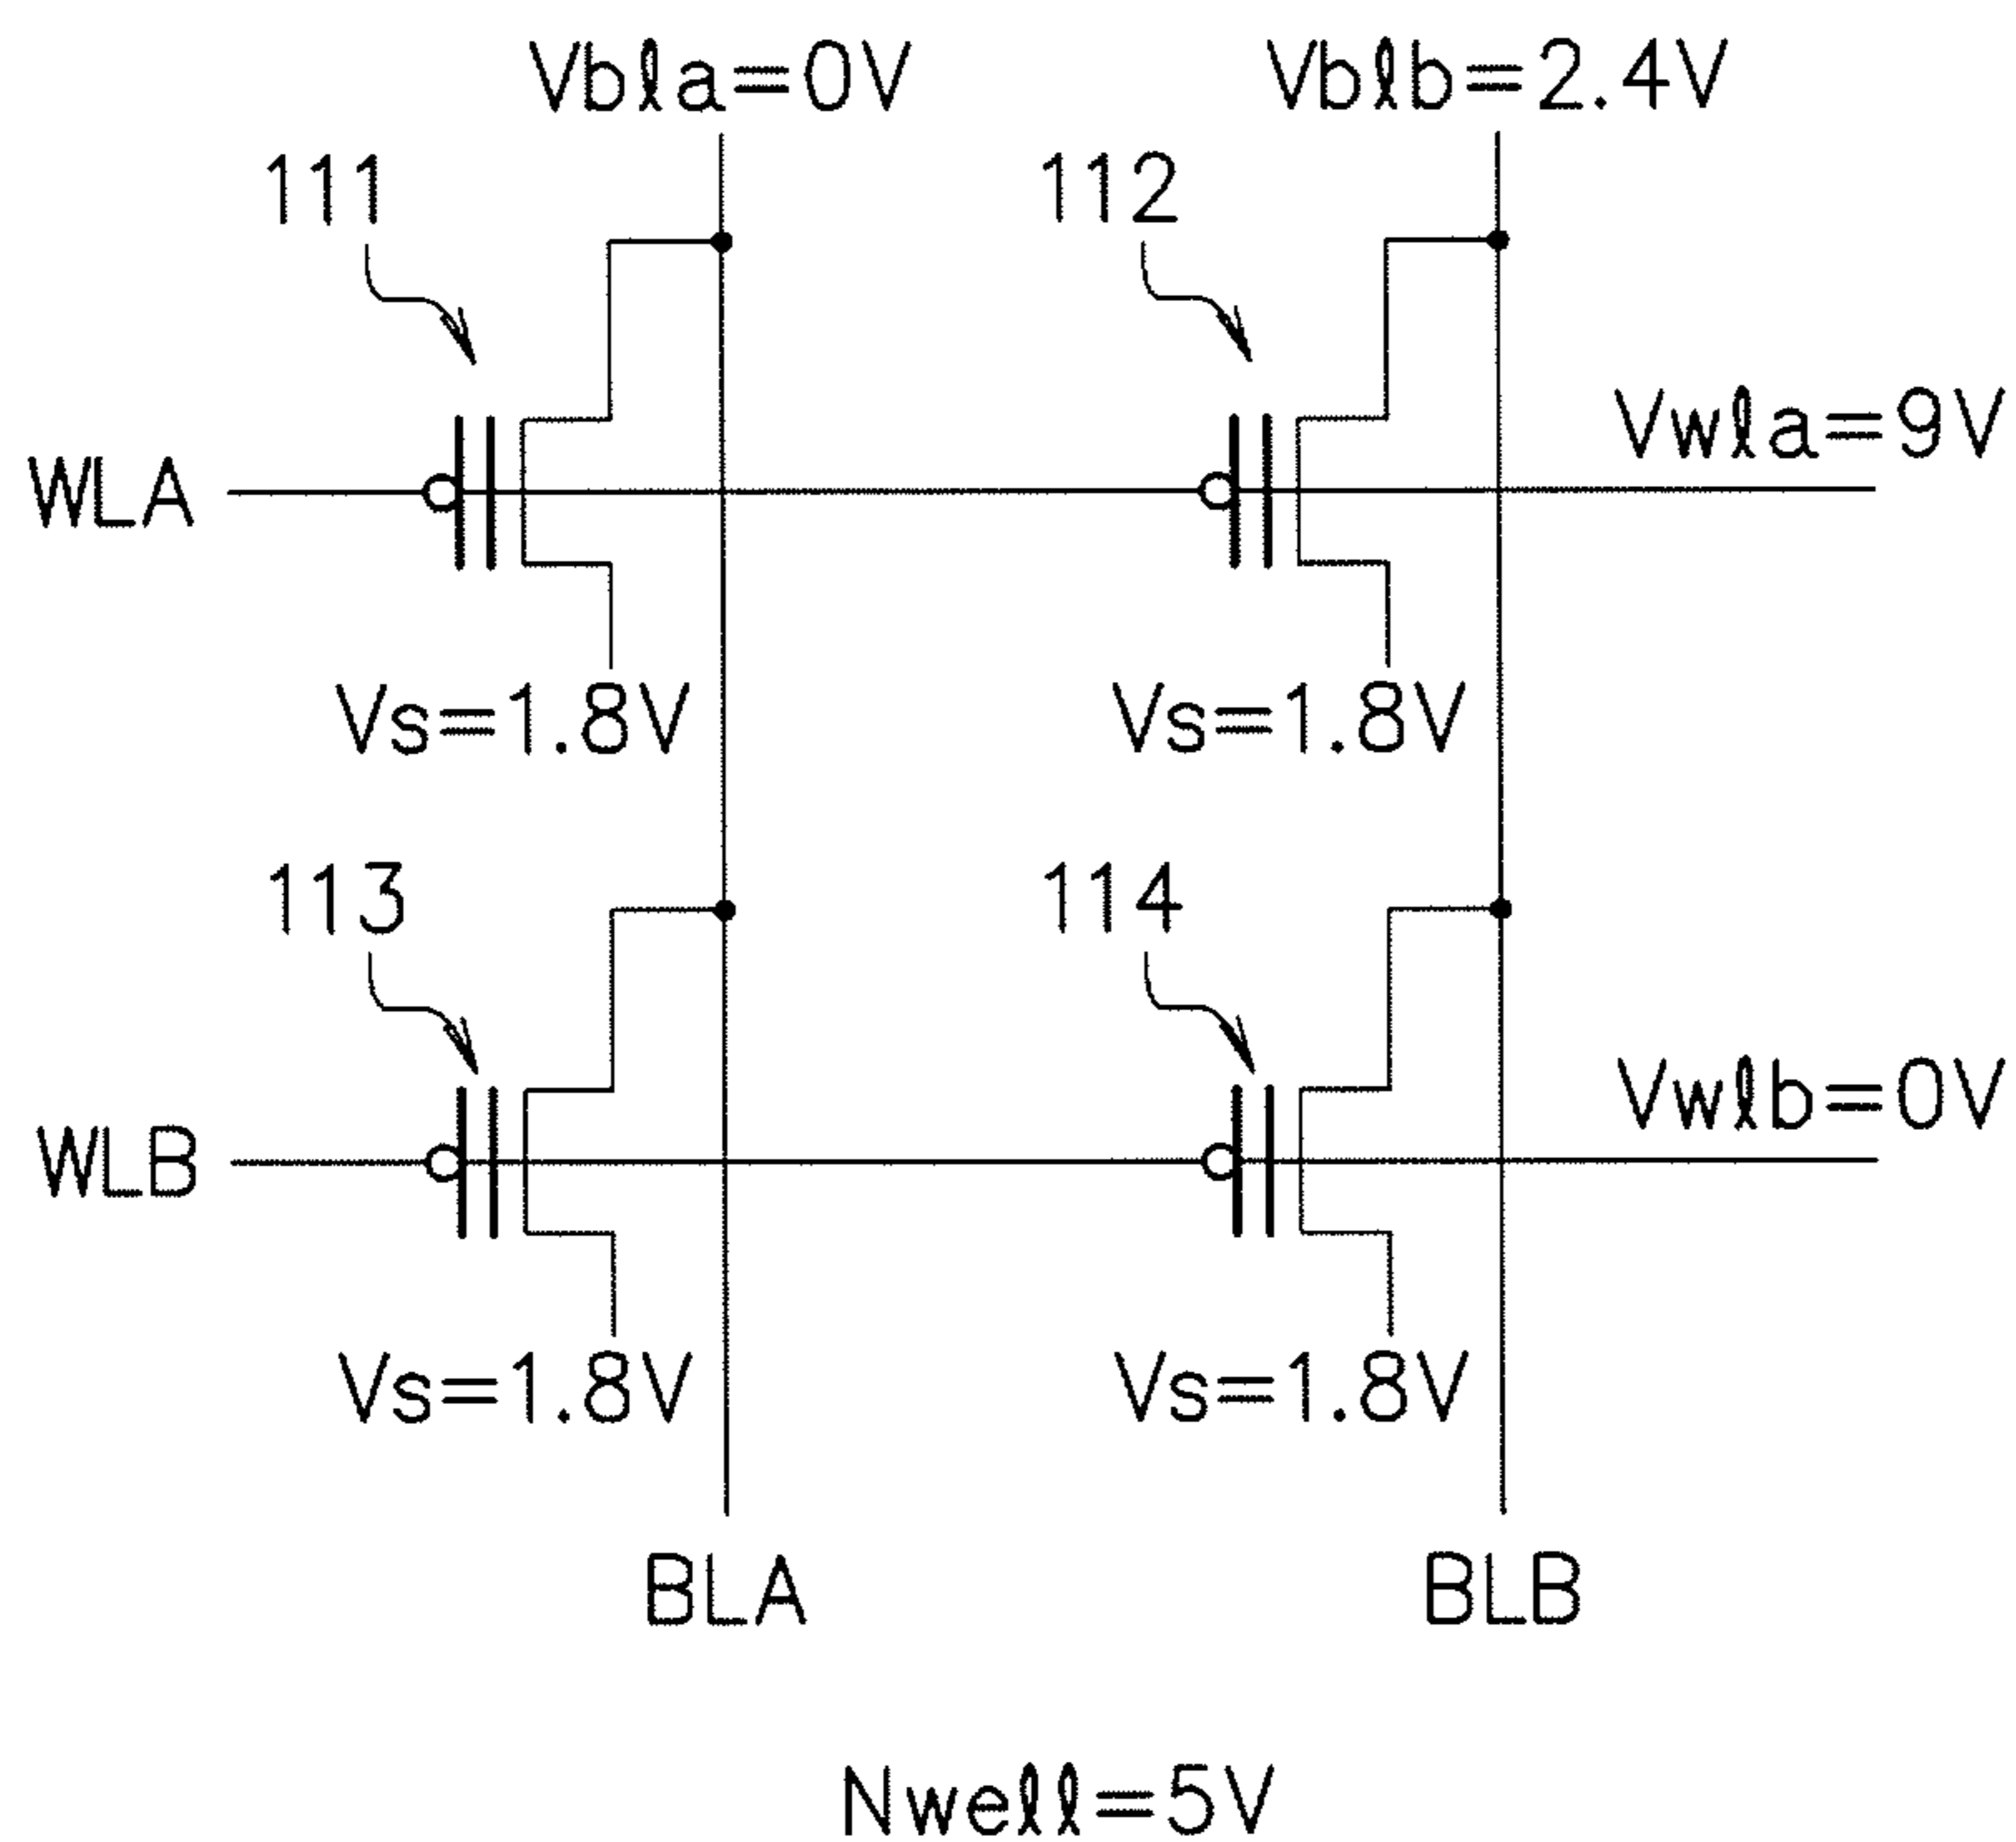 Vbℓa=0V
Vbℓb=2.4V
111
112
Vwℓa=9V
WLA
Vs=1.8V
Vs=1.8V
113
114
Vwℓb=0V
WLB
Vs=1.8V
Vs=1.8V
BLA
BLB
Nweℓℓ=5V